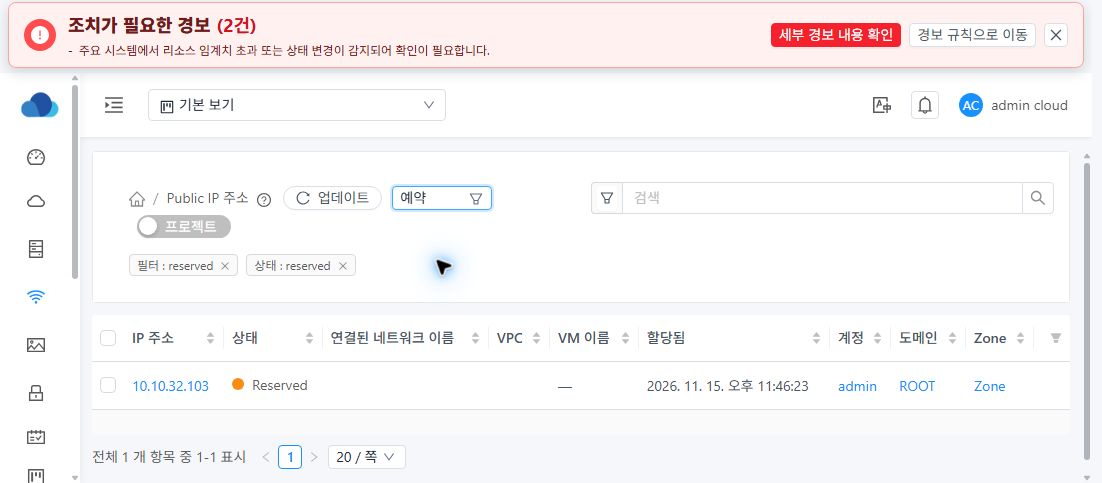 조치가 필요한 경보 (2건)
- 주요 시스템에서 리소스 임계치 초과 또는 상태 변경이 감지되어 확인이 필요합니다.
세부 경보 내용 확인
경보 규칙으로 이동
기본 보기
AC admin cloud
/ Public IP 주소
업데이트
예약
검색
프로젝트
필터 : reserved
상태 : reserved
IP 주소 상태 연결된 네트워크 이름 VPC VM 이름 할당됨 계정 도메인 Zone
10.10.32.103 Reserved — 2026. 11. 15. 오후 11:46:23 admin ROOT Zone
전체 1 개 항목 중 1-1 표시 < 1 > 20 / 쪽